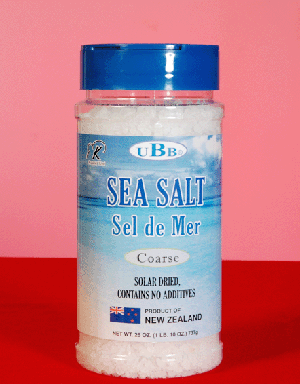 UBB
K
SEA SALT
Sel de Mer
Coarse
SOLAR DRIED,
CONTAINS NO ADDITIVES
PRODUCT OF
NEW ZEALAND